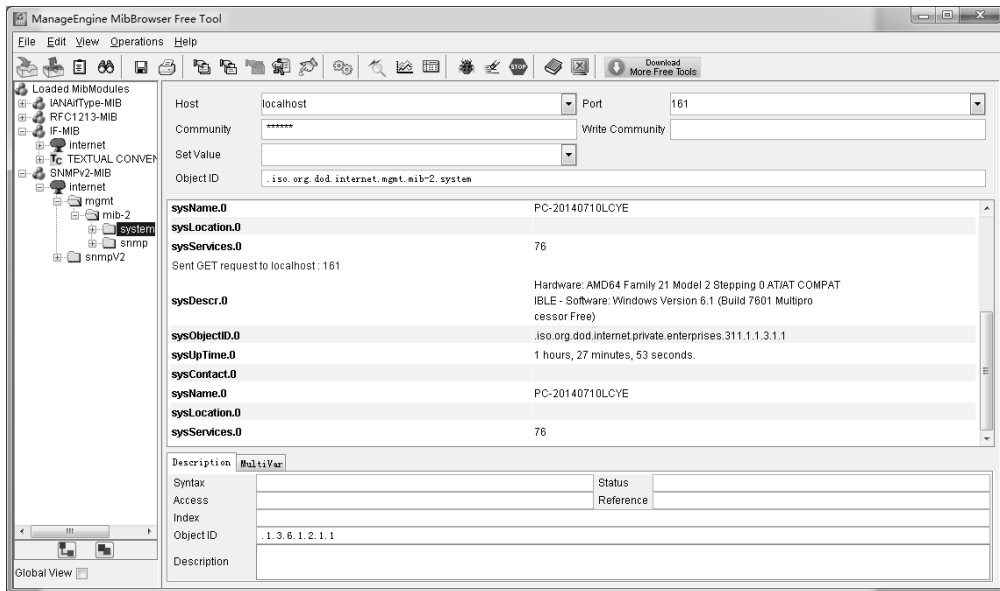 ManageEngine MibBrowser Free Tool
File Edit View Operations Help
STOP
Download
More Free Tools
Loaded MibModules
IANAifType-MIB
RFC1213-MIB
IF-MIB
internet
Tc TEXTUAL CONVEN
SNMPv2-MIB
internet
mgmt
mib-2
system
snmp
snmpV2
Global View
Host localhost Port 161
Community ****** Write Community
Set Value
Object ID .iso.org.dod.internet.mgmt.mib-2.system
sysName.0 PC-20140710LCYE
sysLocation.0
sysServices.0 76
Sent GET request to localhost : 161
sysDescr.0 Hardware: AMD64 Family 21 Model 2 Stepping 0 AT/AT COMPAT
IBLE - Software: Windows Version 6.1 (Build 7601 Multipro
cessor Free)
sysObjectID.0 .iso.org.dod.internet.private.enterprises.311.1.1.3.1.1
sysUpTime.0 1 hours, 27 minutes, 53 seconds.
sysContact.0
sysName.0 PC-20140710LCYE
sysLocation.0
sysServices.0 76
Description MultiVar
Syntax Status
Access Reference
Index
Object ID .1.3.6.1.2.1.1
Description